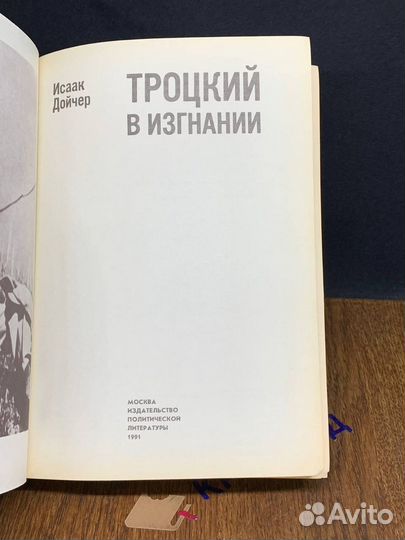 Исаак
Дойчер
ТРОЦКИЙ
В ИЗГНАНИИ
МОСКВА
ИЗДАТЕЛЬСТВО
ПОЛИТИЧЕСКОЙ
ЛИТЕРАТУРЫ
1991
Avito